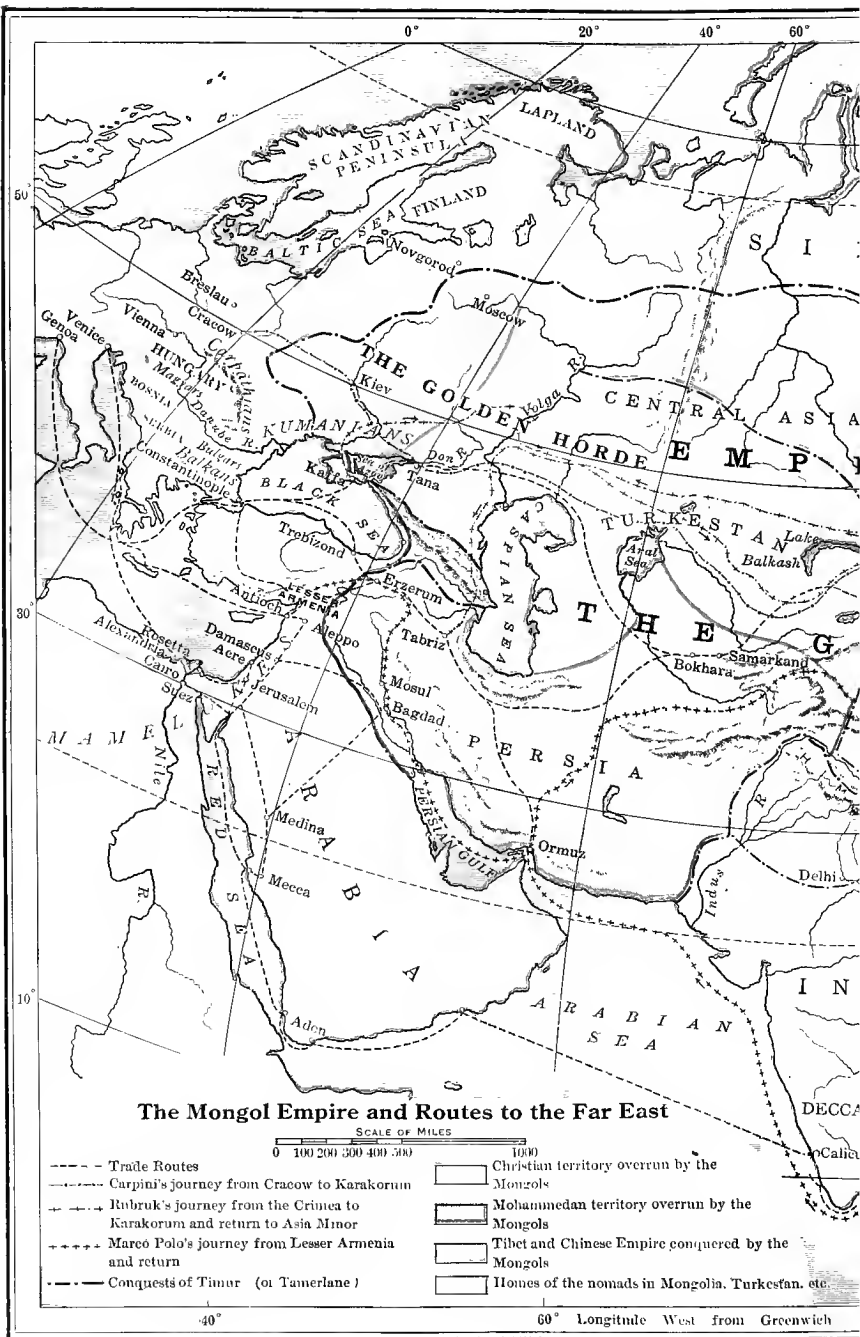 0°
20°
40°
60°
LAPLAND
SCANDINAVIAN
PENINSULA
FINLAND
BALTIC SEA
Novgorod
S I
Breslau
Cracow
Moscow
Genoa
Venice
Vienna
HUNGARY
Magyars
Carpathians
BOSNIA
Danube R.
SERBIA
Bulgars
Balkans
Constantinople
THE GOLDEN HORDE
Kiev
Volga R.
CENTRAL ASIA
KUMANIANS
Don R.
EMPI
Kaffa
Tana
BLACK SEA
TURKESTAN
Lake
Balkash
Aral
Sea
CASPIAN SEA
Trebizond
30°
LESSER
ARMENIA
Erzerum
Antioch
Aleppo
THE G
Rosetta
Alexandria
Cairo
Suez
Damascus
Acre
Jerusalem
Tabriz
Samarkand
Bokhara
Mosul
Bagdad
MAMEL
Nile
R.
PERSIA
RED SEA
ARABIA
Medina
PERSIAN GULF
Ormuz
Mecca
Indus
R.
Delhi
10°
Aden
ARABIAN
SEA
IN
DECCA
Calicu
The Mongol Empire and Routes to the Far East
SCALE OF MILES
0 100 200 300 400 500 1000
Trade Routes
Carpini's journey from Cracow to Karakorum
Rubruk's journey from the Crimea to
Karakorum and return to Asia Minor
Marco Polo's journey from Lesser Armenia
and return
Conquests of Timur (or Tamerlane)
Christian territory overrun by the
Mongols
Mohammedan territory overrun by the
Mongols
Tibet and Chinese Empire conquered by the
Mongols
Homes of the nomads in Mongolia, Turkestan, etc.
40°
60° Longitude West from Greenwich